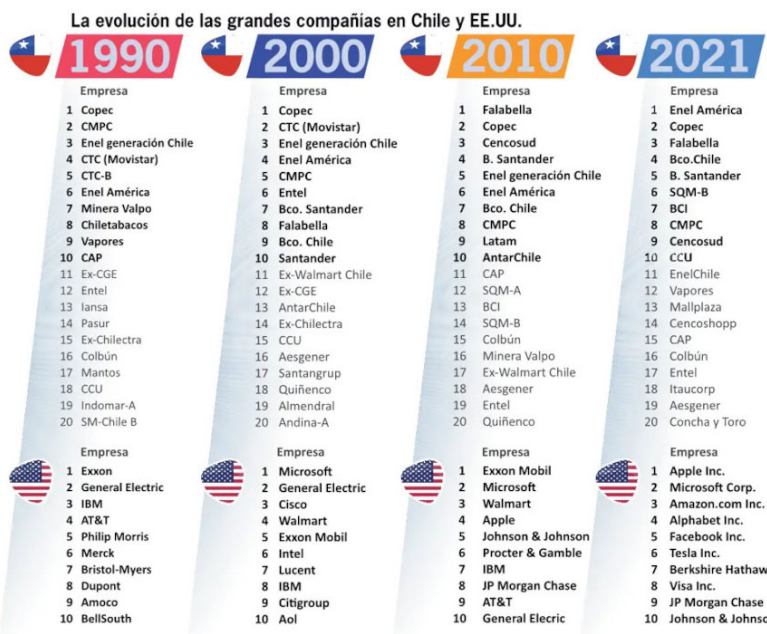 La evolución de las grandes compañías en Chile y EE.UU.
1990
Empresa
1 Copec
2 CMPC
3 Enel generación Chile
4 CTC (Movistar)
5 CTC-B
6 Enel América
7 Minera Valpo
8 Chiletabacos
9 Vapores
10 CAP
11 Ex-CGE
12 Entel
13 Iansa
14 Pasur
15 Ex-Chilectra
16 Colbún
17 Mantos
18 CCU
19 Indomar-A
20 SM-Chile B
Empresa
1 Exxon
2 General Electric
3 IBM
4 AT&T
5 Philip Morris
6 Merck
7 Bristol-Myers
8 Dupont
9 Amoco
10 BellSouth
2000
Empresa
1 Copec
2 CTC (Movistar)
3 Enel generación Chile
4 Enel América
5 CMPC
6 Entel
7 Bco. Santander
8 Falabella
9 Bco. Chile
10 Santander
11 Ex-Walmart Chile
12 Ex-CGE
13 AntarChile
14 Ex-Chilectra
15 CCU
16 Aesgener
17 Santangrup
18 Quiñenco
19 Almendral
20 Andina-A
Empresa
1 Microsoft
2 General Electric
3 Cisco
4 Walmart
5 Exxon Mobil
6 Intel
7 Lucent
8 IBM
9 Citigroup
10 Aol
2010
Empresa
1 Falabella
2 Copec
3 Cencosud
4 B. Santander
5 Enel generación Chile
6 Enel América
7 Bco. Chile
8 CMPC
9 Latam
10 AntarChile
11 CAP
12 SQM-A
13 BCI
14 SQM-B
15 Colbún
16 Minera Valpo
17 Ex-Walmart Chile
18 Aesgener
19 Entel
20 Quiñenco
Empresa
1 Exxon Mobil
2 Microsoft
3 Walmart
4 Apple
5 Johnson & Johnson
6 Procter & Gamble
7 IBM
8 JP Morgan Chase
9 AT&T
10 General Elecric
2021
Empresa
1 Enel América
2 Copec
3 Falabella
4 Bco.Chile
5 B. Santander
6 SQM-B
7 BCI
8 CMPC
9 Cencosud
10 CCU
11 EnelChile
12 Vapores
13 Mallplaza
14 Cencoshopp
15 CAP
16 Colbún
17 Entel
18 Itaucorp
19 Aesgener
20 Concha y Toro
Empresa
1 Apple Inc.
2 Microsoft Corp.
3 Amazon.com Inc.
4 Alphabet Inc.
5 Facebook Inc.
6 Tesla Inc.
7 Berkshire Hathaw
8 Visa Inc.
9 JP Morgan Chase
10 Johnson & Johnso